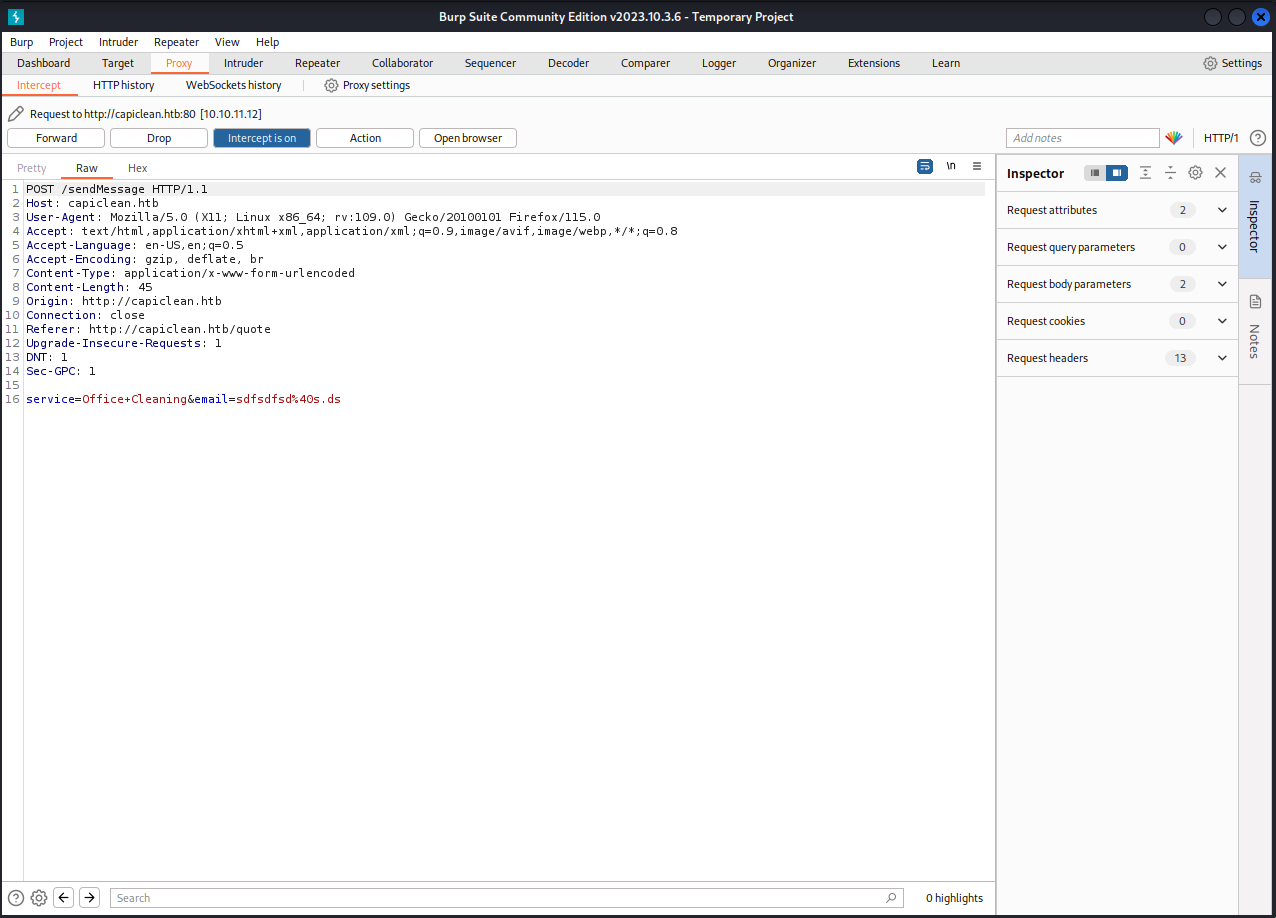 Burp Suite Community Edition v2023.10.3.6 - Temporary Project
Burp Project Intruder Repeater View Help
Dashboard Target Proxy Intruder Repeater Collaborator Sequencer Decoder Comparer Logger Organizer Extensions Learn Settings
Intercept HTTP history WebSockets history Proxy settings
Request to http://capiclean.htb:80 [10.10.11.12]
Forward Drop Intercept is on Action Open browser Add notes HTTP/1 ?
Pretty Raw Hex \n
1 POST /sendMessage HTTP/1.1
2 Host: capiclean.htb
3 User-Agent: Mozilla/5.0 (X11; Linux x86_64; rv:109.0) Gecko/20100101 Firefox/115.0
4 Accept: text/html,application/xhtml+xml,application/xml;q=0.9,image/avif,image/webp,*/*;q=0.8
5 Accept-Language: en-US,en;q=0.5
6 Accept-Encoding: gzip, deflate, br
7 Content-Type: application/x-www-form-urlencoded
8 Content-Length: 45
9 Origin: http://capiclean.htb
10 Connection: close
11 Referer: http://capiclean.htb/quote
12 Upgrade-Insecure-Requests: 1
13 DNT: 1
14 Sec-GPC: 1
15
16 service=Office+Cleaning&email=sdfsdfsd%40s.ds
Inspector
Request attributes 2
Request query parameters 0
Request body parameters 2
Request cookies 0
Request headers 13
Inspector
Notes
? Search 0 highlights